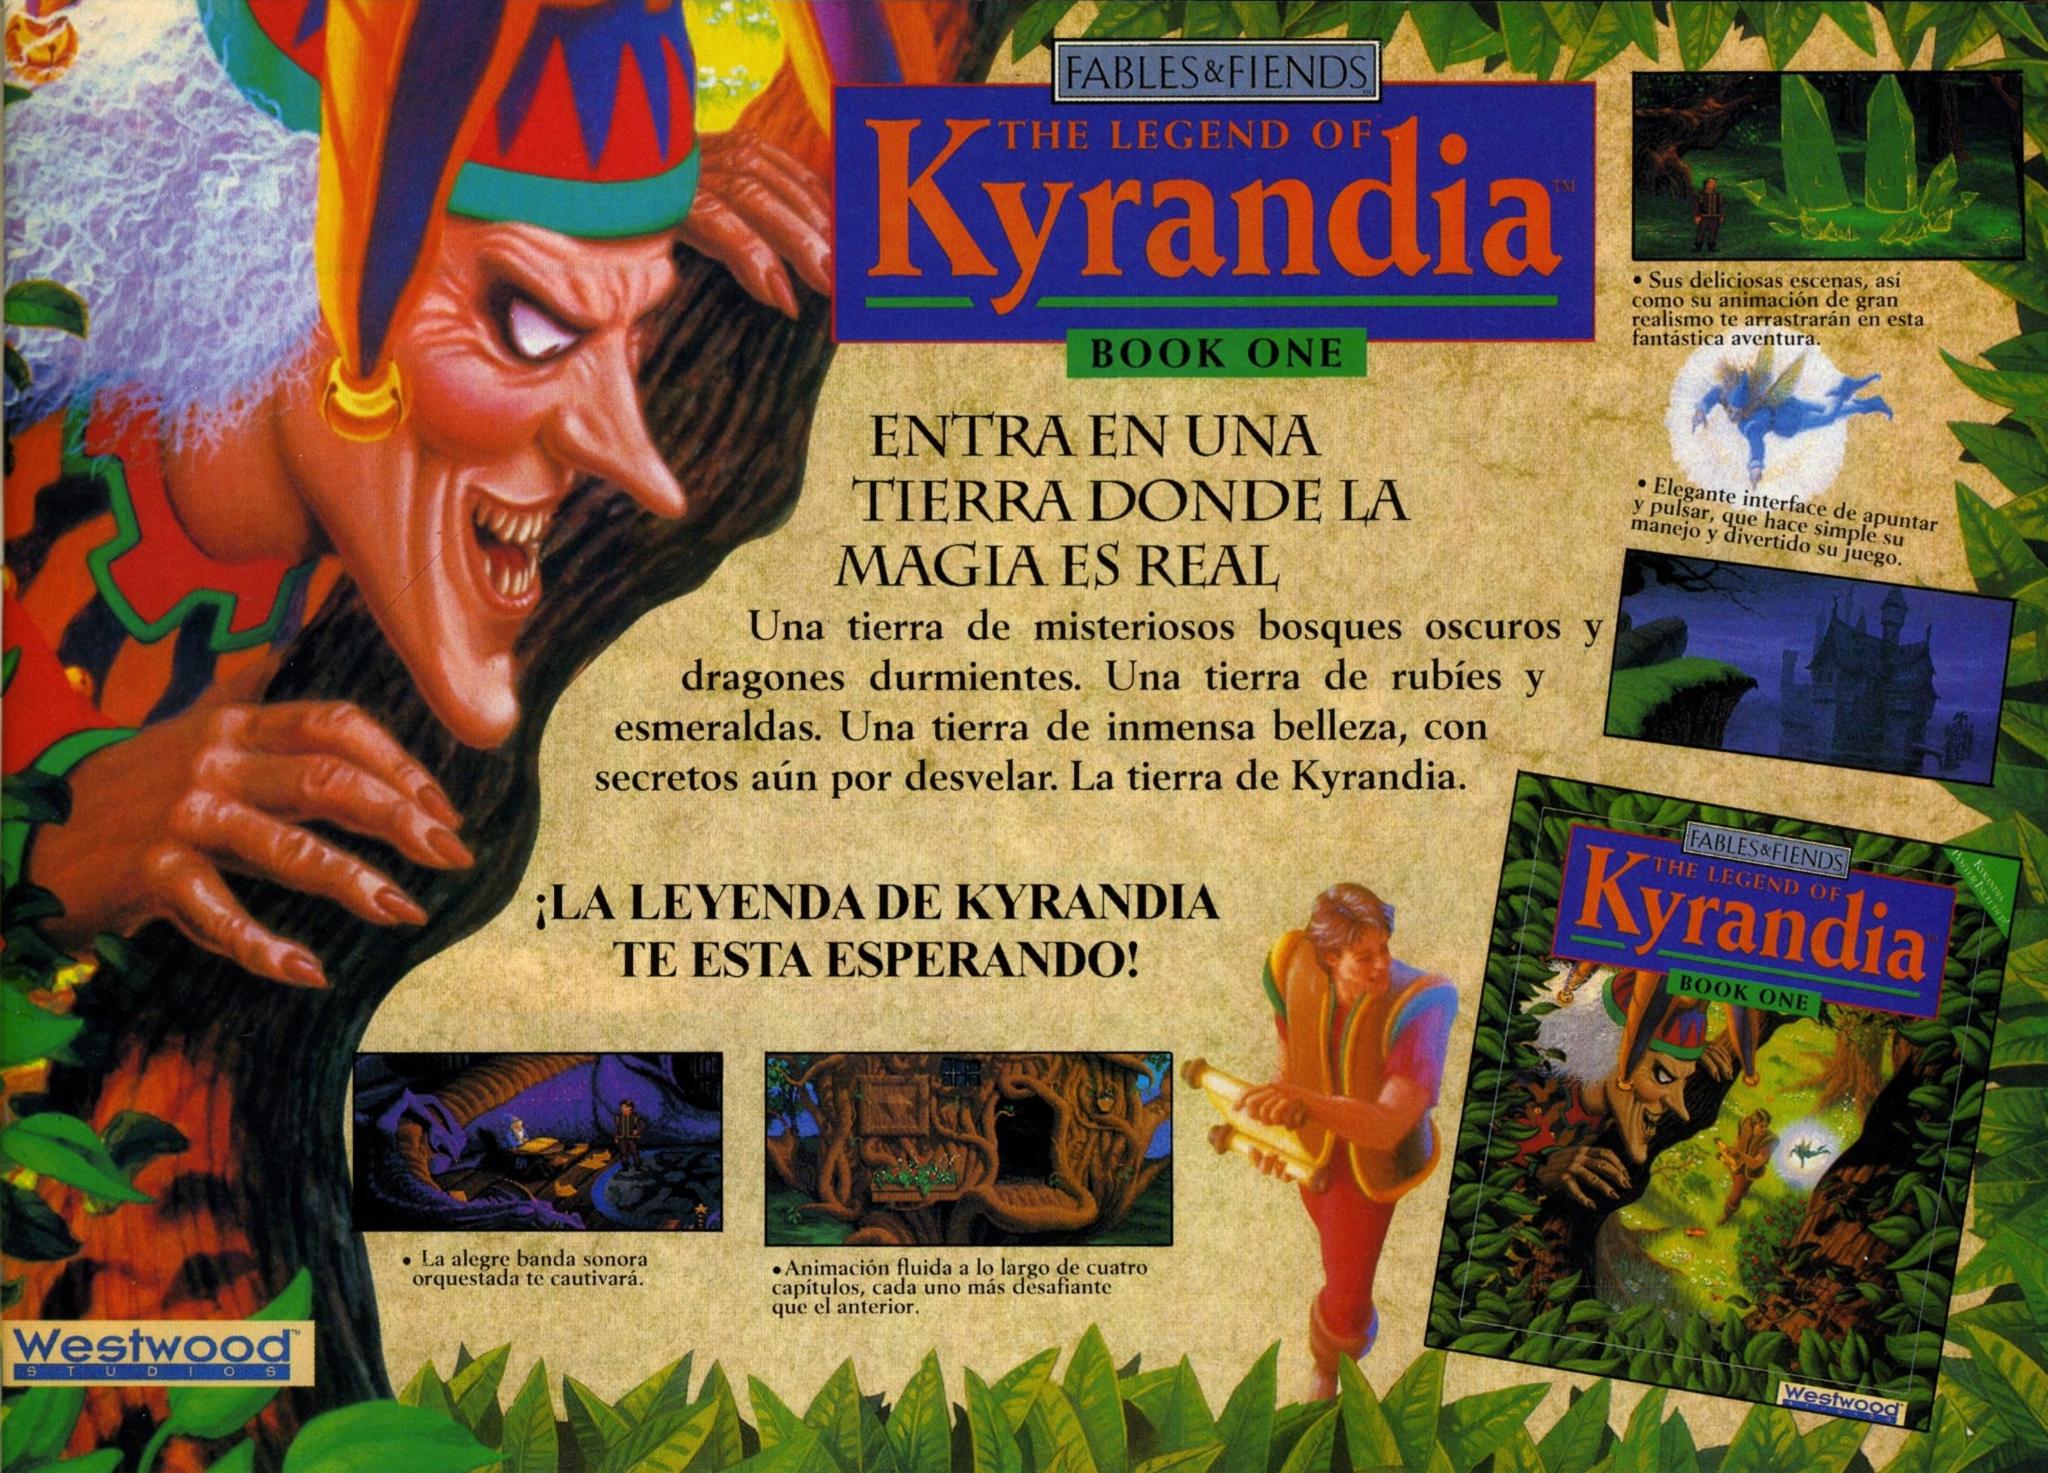 FABLES&FIENDS
THE LEGEND OF
Kyrandia™
BOOK ONE
• Sus deliciosas escenas, así
como su animación de gran
realismo te arrastrarán en esta
fantástica aventura.
ENTRA EN UNA
TIERRA DONDE LA
MAGIA ES REAL
• Elegante interface de apuntar
y pulsar, que hace simple su
manejo y divertido su juego.
Una tierra de misteriosos bosques oscuros y
dragones durmientes. Una tierra de rubíes y
esmeraldas. Una tierra de inmensa belleza, con
secretos aún por desvelar. La tierra de Kyrandia.
¡LA LEYENDA DE KYRANDIA
TE ESTA ESPERANDO!
FABLES&FIENDS
THE LEGEND OF
Kyrandia
BOOK ONE
• La alegre banda sonora
orquestada te cautivará.
• Animación fluida a lo largo de cuatro
capítulos, cada uno más desafiante
que el anterior.
Westwood™
STUDIOS
Westwood
STUDIOS